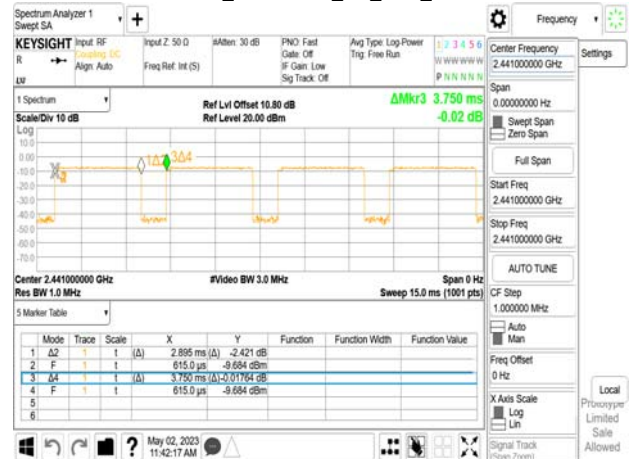 Spectrum Analyzer 1
Swept SA
Frequency
KEYSIGHT
Input: RF
Coupling: DC
Align: Auto
Input Z: 50 Ω
Freq Ref: Int (S)
#Atten: 30 dB
PNO: Fast
Gate: Off
IF Gain: Low
Sig Track: Off
Avg Type: Log-Power
Trig: Free Run
1 2 3 4 5 6
W W W W W W
P N N N N N
R
LXI
1 Spectrum
Scale/Div 10 dB
Ref Lvl Offset 10.80 dB
Ref Level 20.00 dBm
ΔMkr3 3.750 ms
-0.02 dB
Log
10.0
0.00
-10.0
-20.0
-30.0
-40.0
-50.0
-60.0
-70.0
3Δ4
Center 2.441000000 GHz
Res BW 1.0 MHz
#Video BW 3.0 MHz
Span 0 Hz
Sweep 15.0 ms (1001 pts)
5 Marker Table
Mode Trace Scale X Y Function Function Width Function Value
1 Δ2 1 t (Δ) 2.895 ms (Δ) -2.421 dB
2 F 1 t 615.0 µs -9.684 dBm
3 Δ4 1 t (Δ) 3.750 ms (Δ) -0.01764 dB
4 F 1 t 615.0 µs -9.684 dBm
5
6
May 02, 2023
11:42:17 AM
Center Frequency
2.441000000 GHz
Settings
Span
0.00000000 Hz
Swept Span
Zero Span
Full Span
Start Freq
2.441000000 GHz
Stop Freq
2.441000000 GHz
AUTO TUNE
CF Step
1.000000 MHz
Auto
Man
Freq Offset
0 Hz
X Axis Scale
Log
Lin
Signal Track
(Span Zoom)
Local
Prototype
Limited
Sale
Allowed